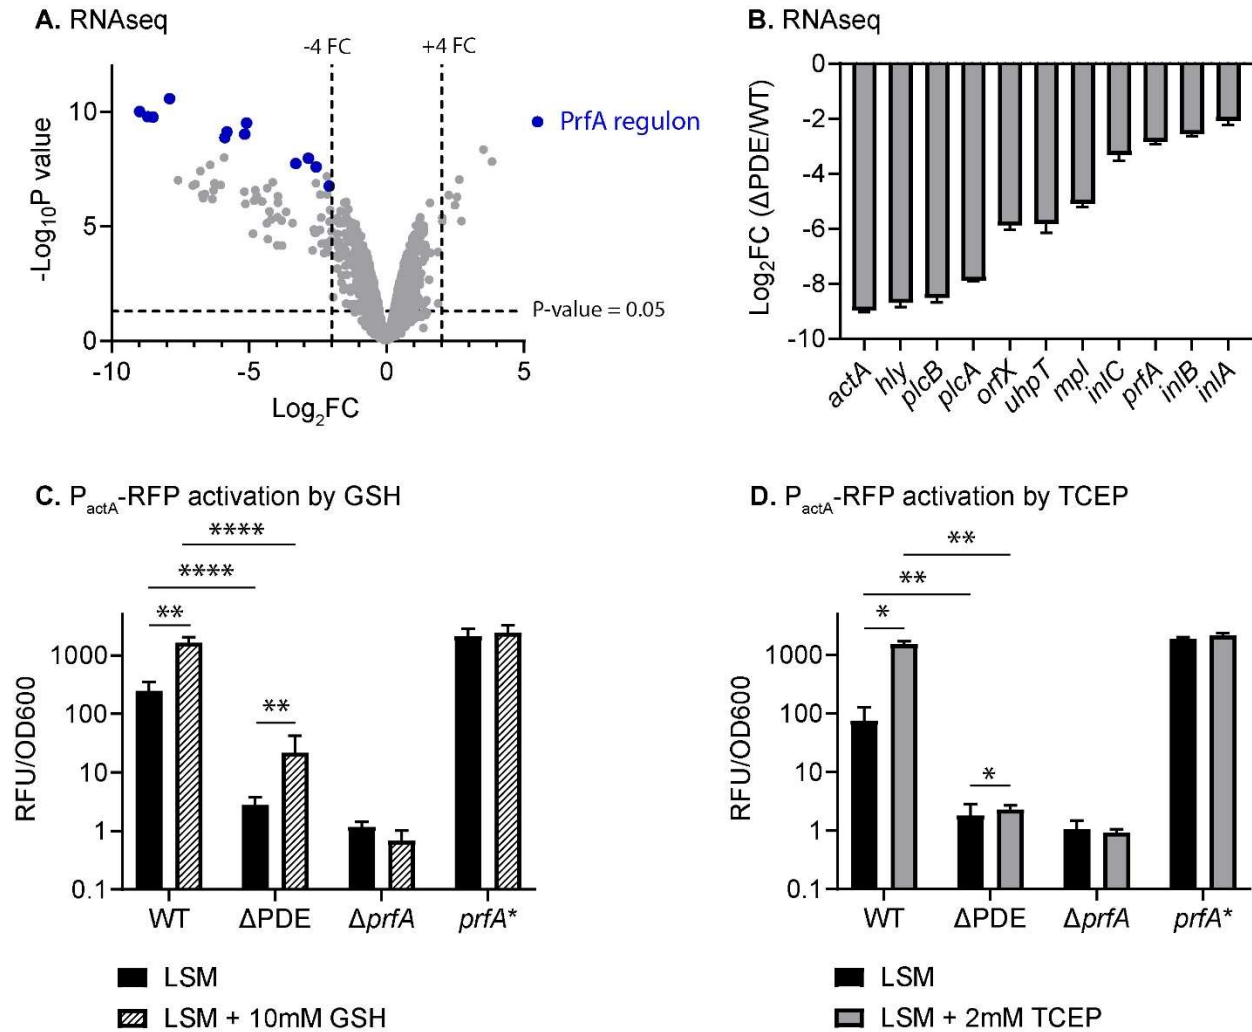 A. RNAseq
-4 FC
+4 FC
10
5
0
-10
-5
0
5
-Log10P value
Log2FC
PrfA regulon
P-value = 0.05
B. RNAseq
0
-2
-4
-6
-8
-10
Log2FC (ΔPDE/WT)
actA
hly
plcB
plcA
orfX
uhpT
mpl
inlC
prfA
inlB
inlA
C. PactA-RFP activation by GSH
****
****
**
**
1000
100
10
1
0.1
RFU/OD600
WT
ΔPDE
ΔprfA
prfA*
LSM
LSM + 10mM GSH
D. PactA-RFP activation by TCEP
**
**
*
*
1000
100
10
1
0.1
RFU/OD600
WT
ΔPDE
ΔprfA
prfA*
LSM
LSM + 2mM TCEP